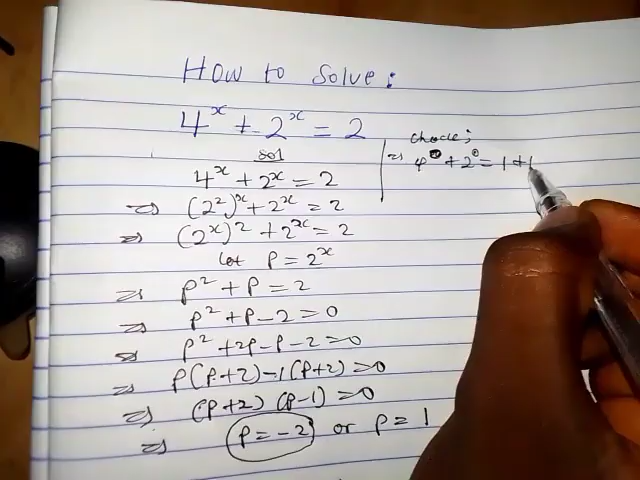 How to Solve:
4^x + 2^x = 2
sol
4^x + 2^x = 2
⇒ (2^2)^x + 2^x = 2
⇒ (2^x)^2 + 2^x = 2
let P = 2^x
⇒ P^2 + P = 2
⇒ P^2 + P - 2 = 0
⇒ P^2 + 2P - P - 2 = 0
⇒ P(P+2) - 1(P+2) = 0
⇒ (P+2) (P-1) = 0
⇒ P = -2 or P = 1
check;
⇒ 4^0 + 2^0 = 1 + 1